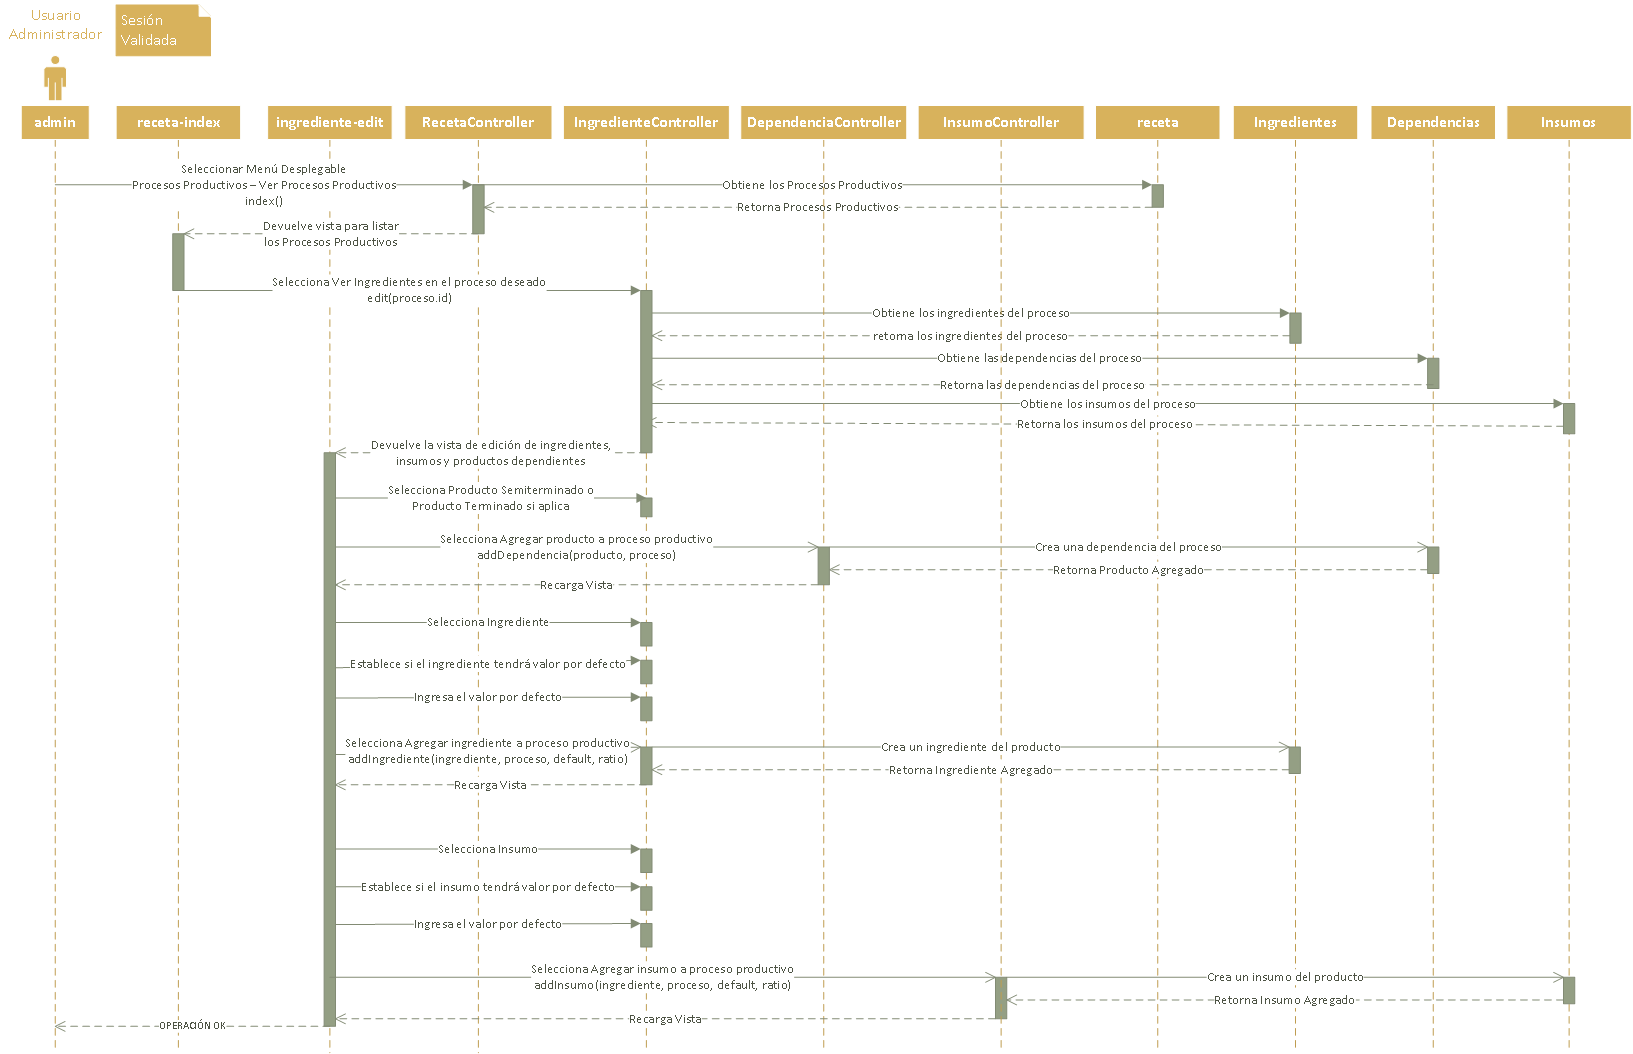 Usuario
Administrador
Sesión
Validada
admin
receta-index
ingrediente-edit
RecetaController
IngredienteController
DependenciaController
InsumoController
receta
Ingredientes
Dependencias
Insumos
Seleccionar Menú Desplegable
Procesos Productivos – Ver Procesos Productivos
index()
Obtiene los Procesos Productivos
Retorna Procesos Productivos
Devuelve vista para listar
los Procesos Productivos
Selecciona Ver Ingredientes en el proceso deseado
edit(proceso.id)
Obtiene los ingredientes del proceso
retorna los ingredientes del proceso
Obtiene las dependencias del proceso
Retorna las dependencias del proceso
Obtiene los insumos del proceso
Retorna los insumos del proceso
Devuelve la vista de edición de ingredientes,
insumos y productos dependientes
Selecciona Producto Semiterminado o
Producto Terminado si aplica
Selecciona Agregar producto a proceso productivo
addDependencia(producto, proceso)
Crea una dependencia del proceso
Retorna Producto Agregado
Recarga Vista
Selecciona Ingrediente
Establece si el ingrediente tendrá valor por defecto
Ingresa el valor por defecto
Selecciona Agregar ingrediente a proceso productivo
addIngrediente(ingrediente, proceso, default, ratio)
Crea un ingrediente del producto
Retorna Ingrediente Agregado
Recarga Vista
Selecciona Insumo
Establece si el insumo tendrá valor por defecto
Ingresa el valor por defecto
Selecciona Agregar insumo a proceso productivo
addInsumo(ingrediente, proceso, default, ratio)
Crea un insumo del producto
Retorna Insumo Agregado
Recarga Vista
OPERACIÓN OK